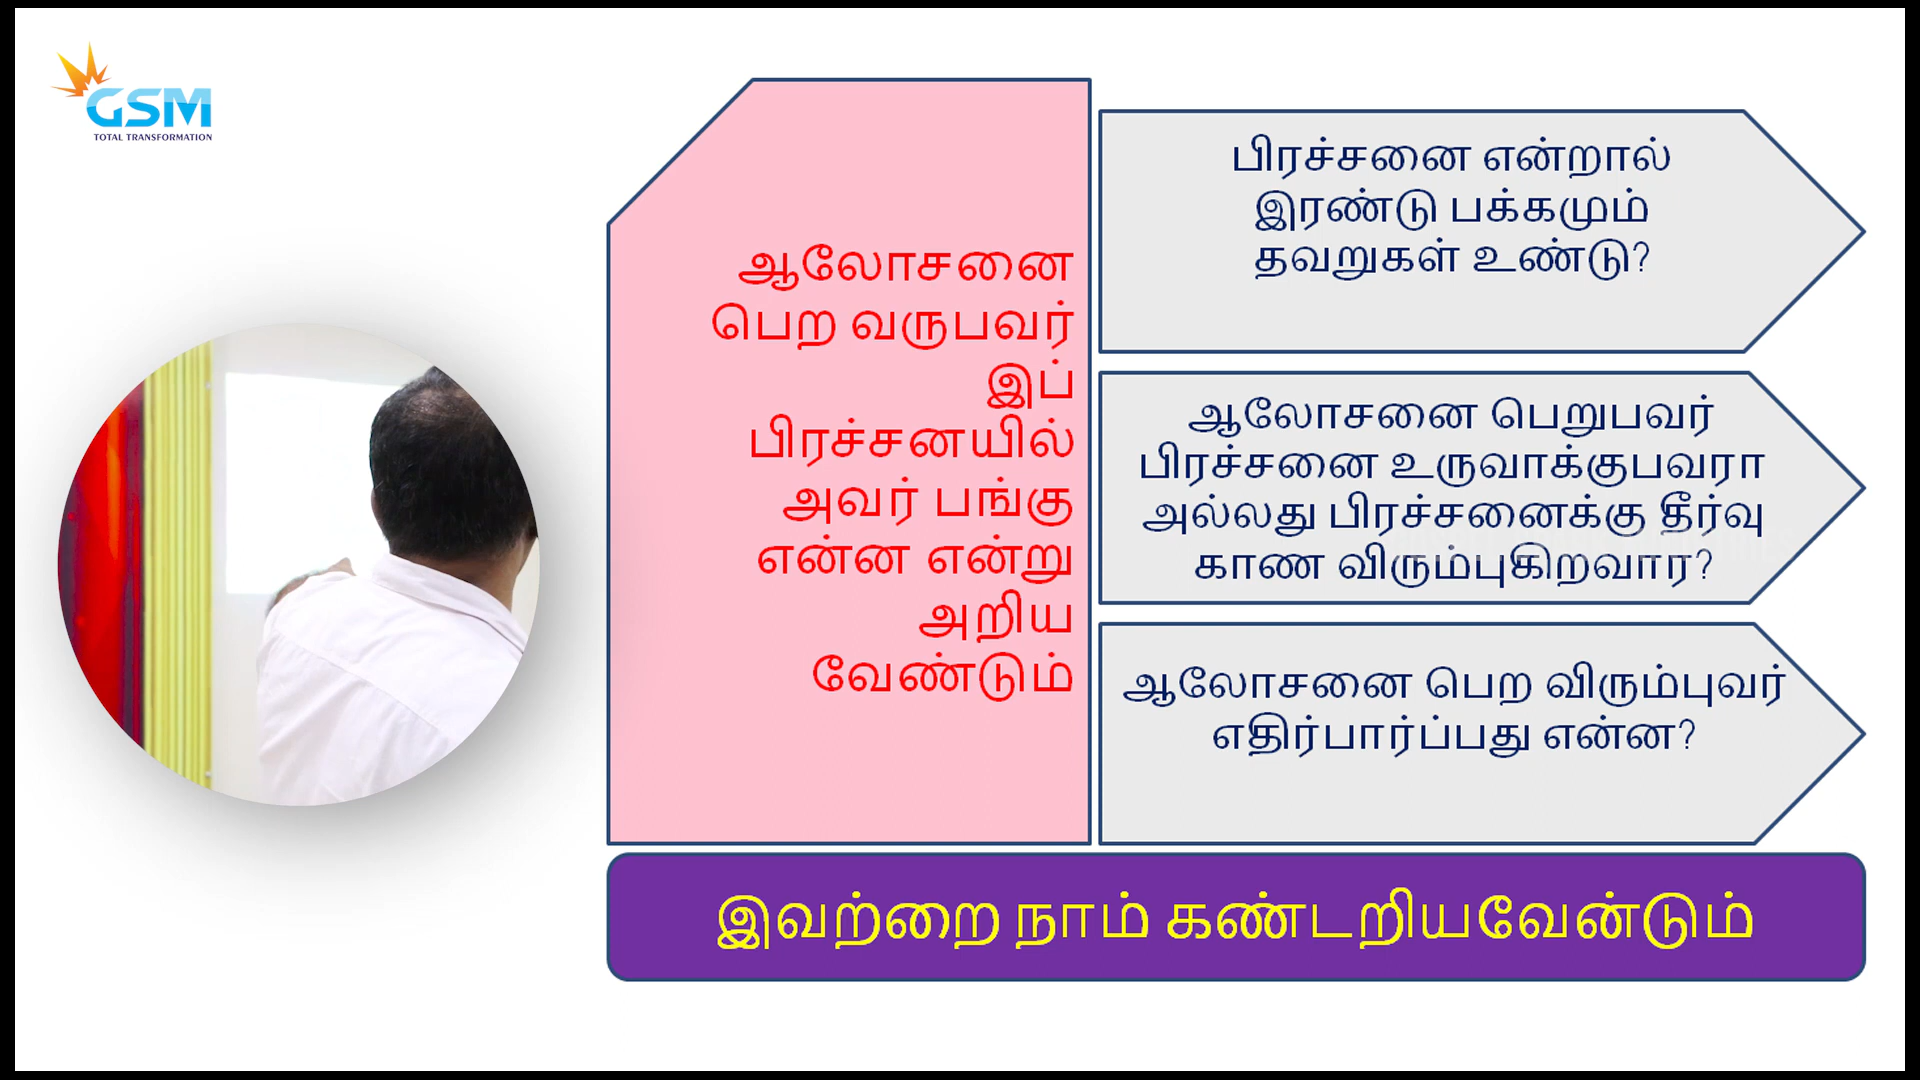 GSM
TOTAL TRANSFORMATION
ஆலோசனை
பெற வருபவர்
இப்
பிரச்சனயில்
அவர் பங்கு
என்ன என்று
அறிய
வேண்டும்
பிரச்சனை என்றால்
இரண்டு பக்கமும்
தவறுகள் உண்டு?
ஆலோசனை பெறுபவர்
பிரச்சனை உருவாக்குபவரா
அல்லது பிரச்சனைக்கு தீர்வு
காண விரும்புகிறவார?
ஆலோசனை பெற விரும்புவர்
எதிர்பார்ப்பது என்ன?
இவற்றை நாம் கண்டறியவேன்டும்